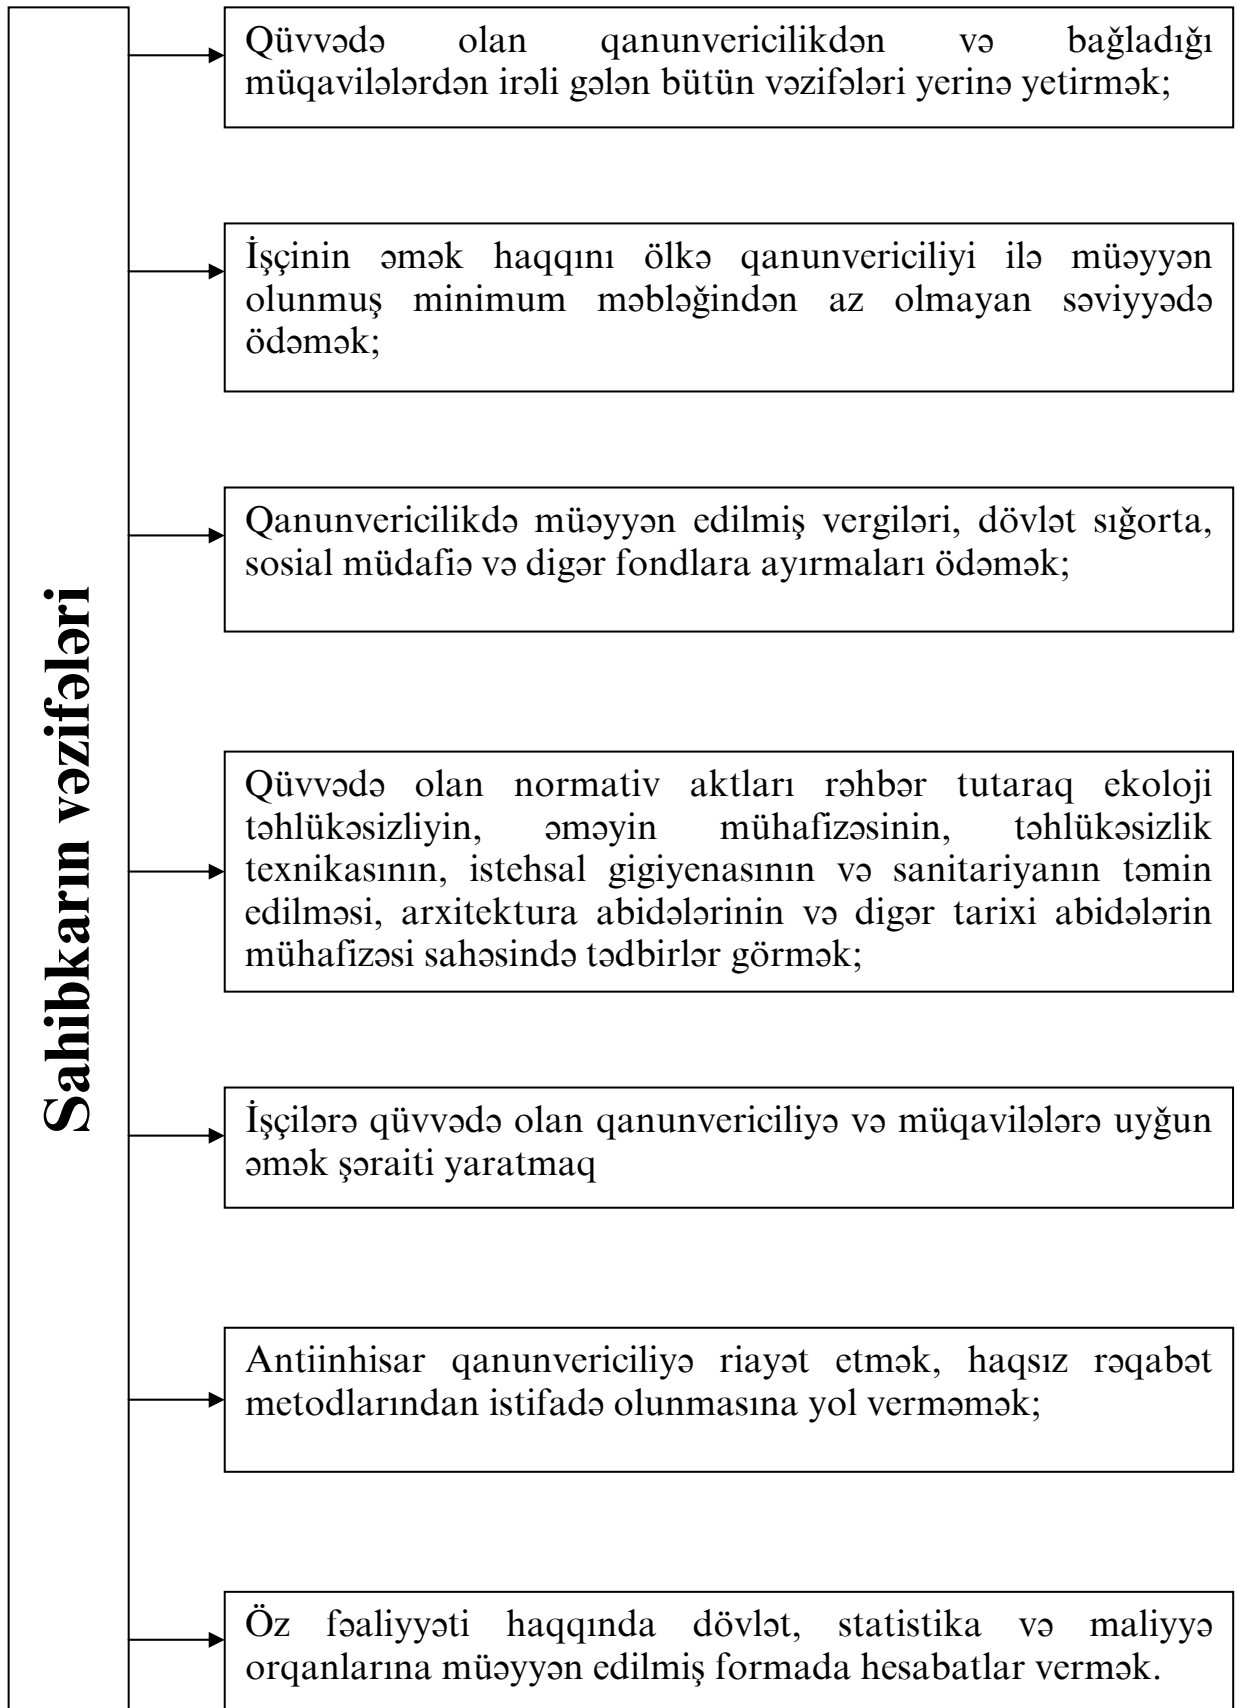 Sahibkarın vəzifələri
Qüvvədə olan qanunvericilikdən və bağladığı
müqavilələrdən irəli gələn bütün vəzifələri yerinə yetirmək;
İşçinin əmək haqqını ölkə qanunvericiliyi ilə müəyyən
olunmuş minimum məbləğindən az olmayan səviyyədə
ödəmək;
Qanunvericilikdə müəyyən edilmiş vergiləri, dövlət sığorta,
sosial müdafiə və digər fondlara ayırmaları ödəmək;
Qüvvədə olan normativ aktları rəhbər tutaraq ekoloji
təhlükəsizliyin, əməyin mühafizəsinin, təhlükəsizlik
texnikasının, istehsal gigiyenasının və sanitariyanın təmin
edilməsi, arxitektura abidələrinin və digər tarixi abidələrin
mühafizəsi sahəsində tədbirlər görmək;
İşçilərə qüvvədə olan qanunvericiliyə və müqavilələrə uyğun
əmək şəraiti yaratmaq
Antiinhisar qanunvericiliyə riayət etmək, haqsız rəqabət
metodlarından istifadə olunmasına yol verməmək;
Öz fəaliyyəti haqqında dövlət, statistika və maliyyə
orqanlarına müəyyən edilmiş formada hesabatlar vermək.